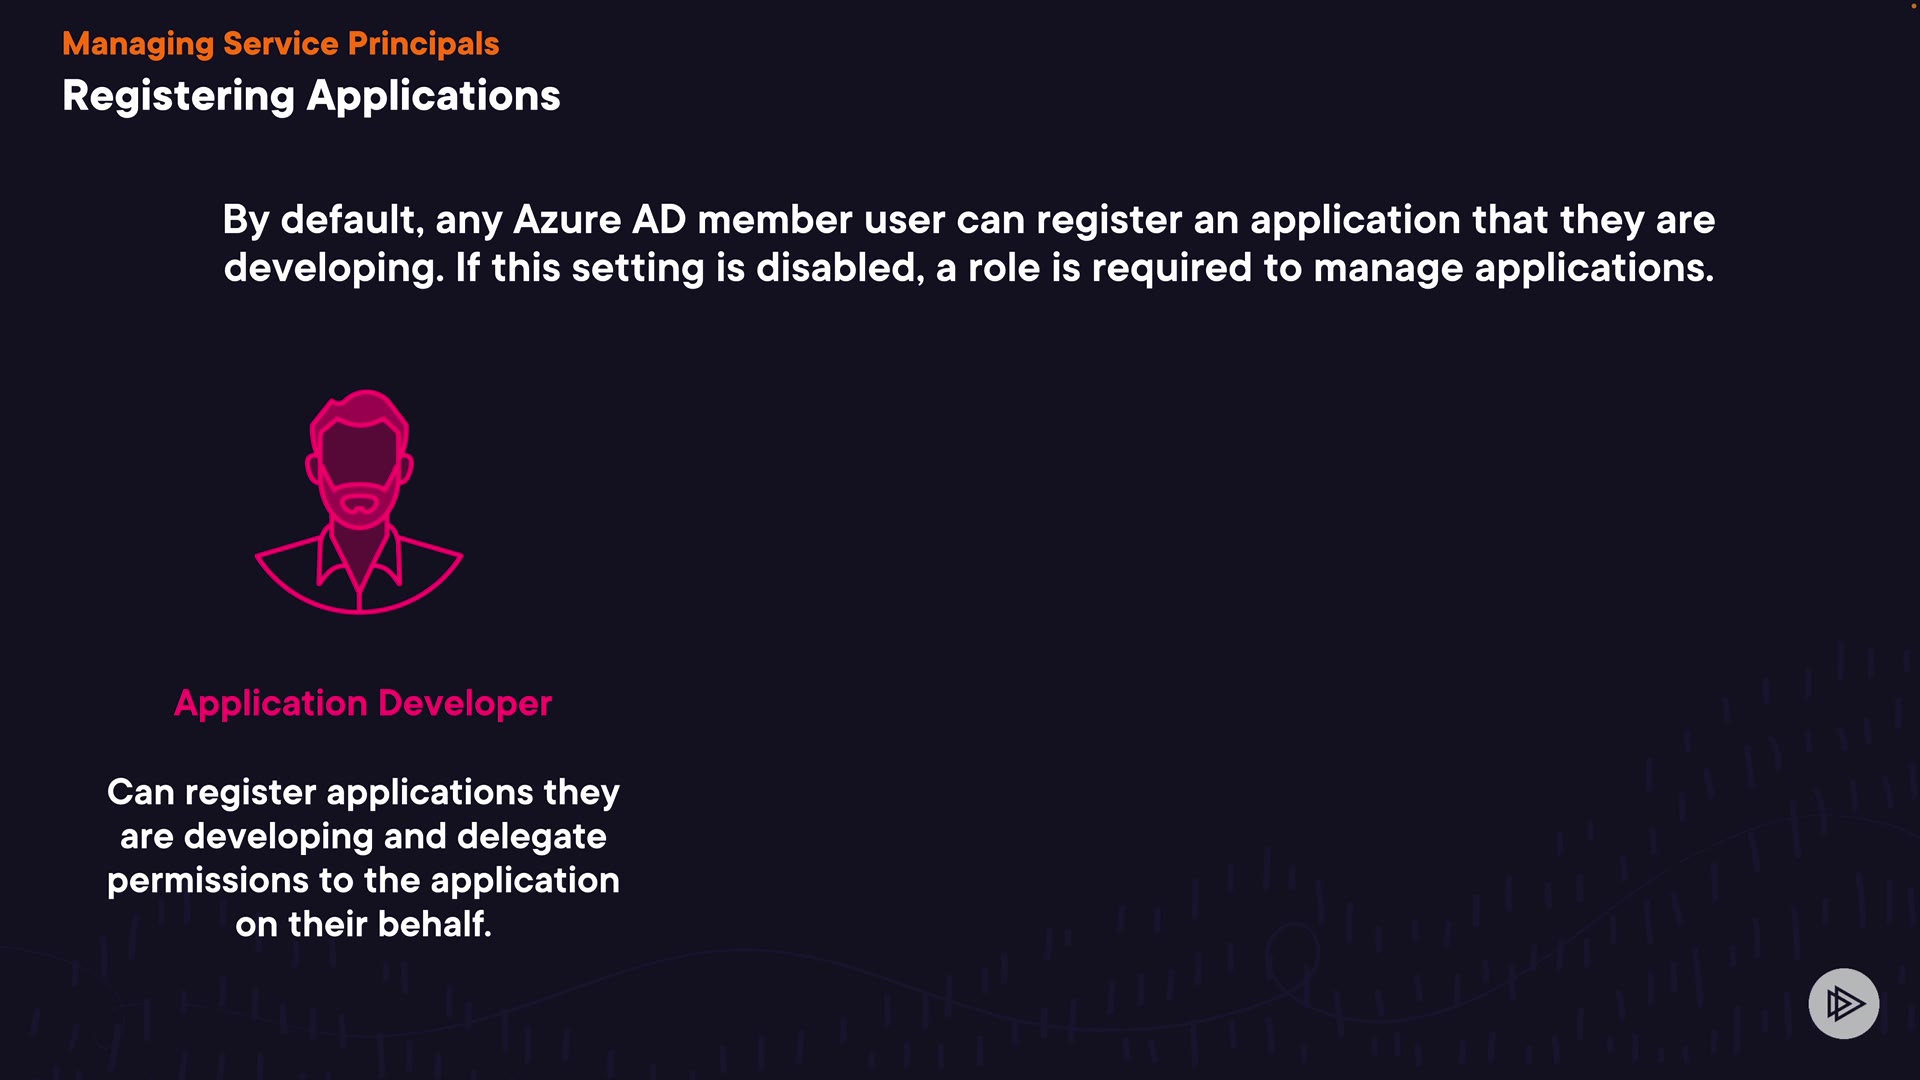 Managing Service Principals
Registering Applications
By default, any Azure AD member user can register an application that they are
developing. If this setting is disabled, a role is required to manage applications.
Application Developer
Can register applications they
are developing and delegate
permissions to the application
on their behalf.